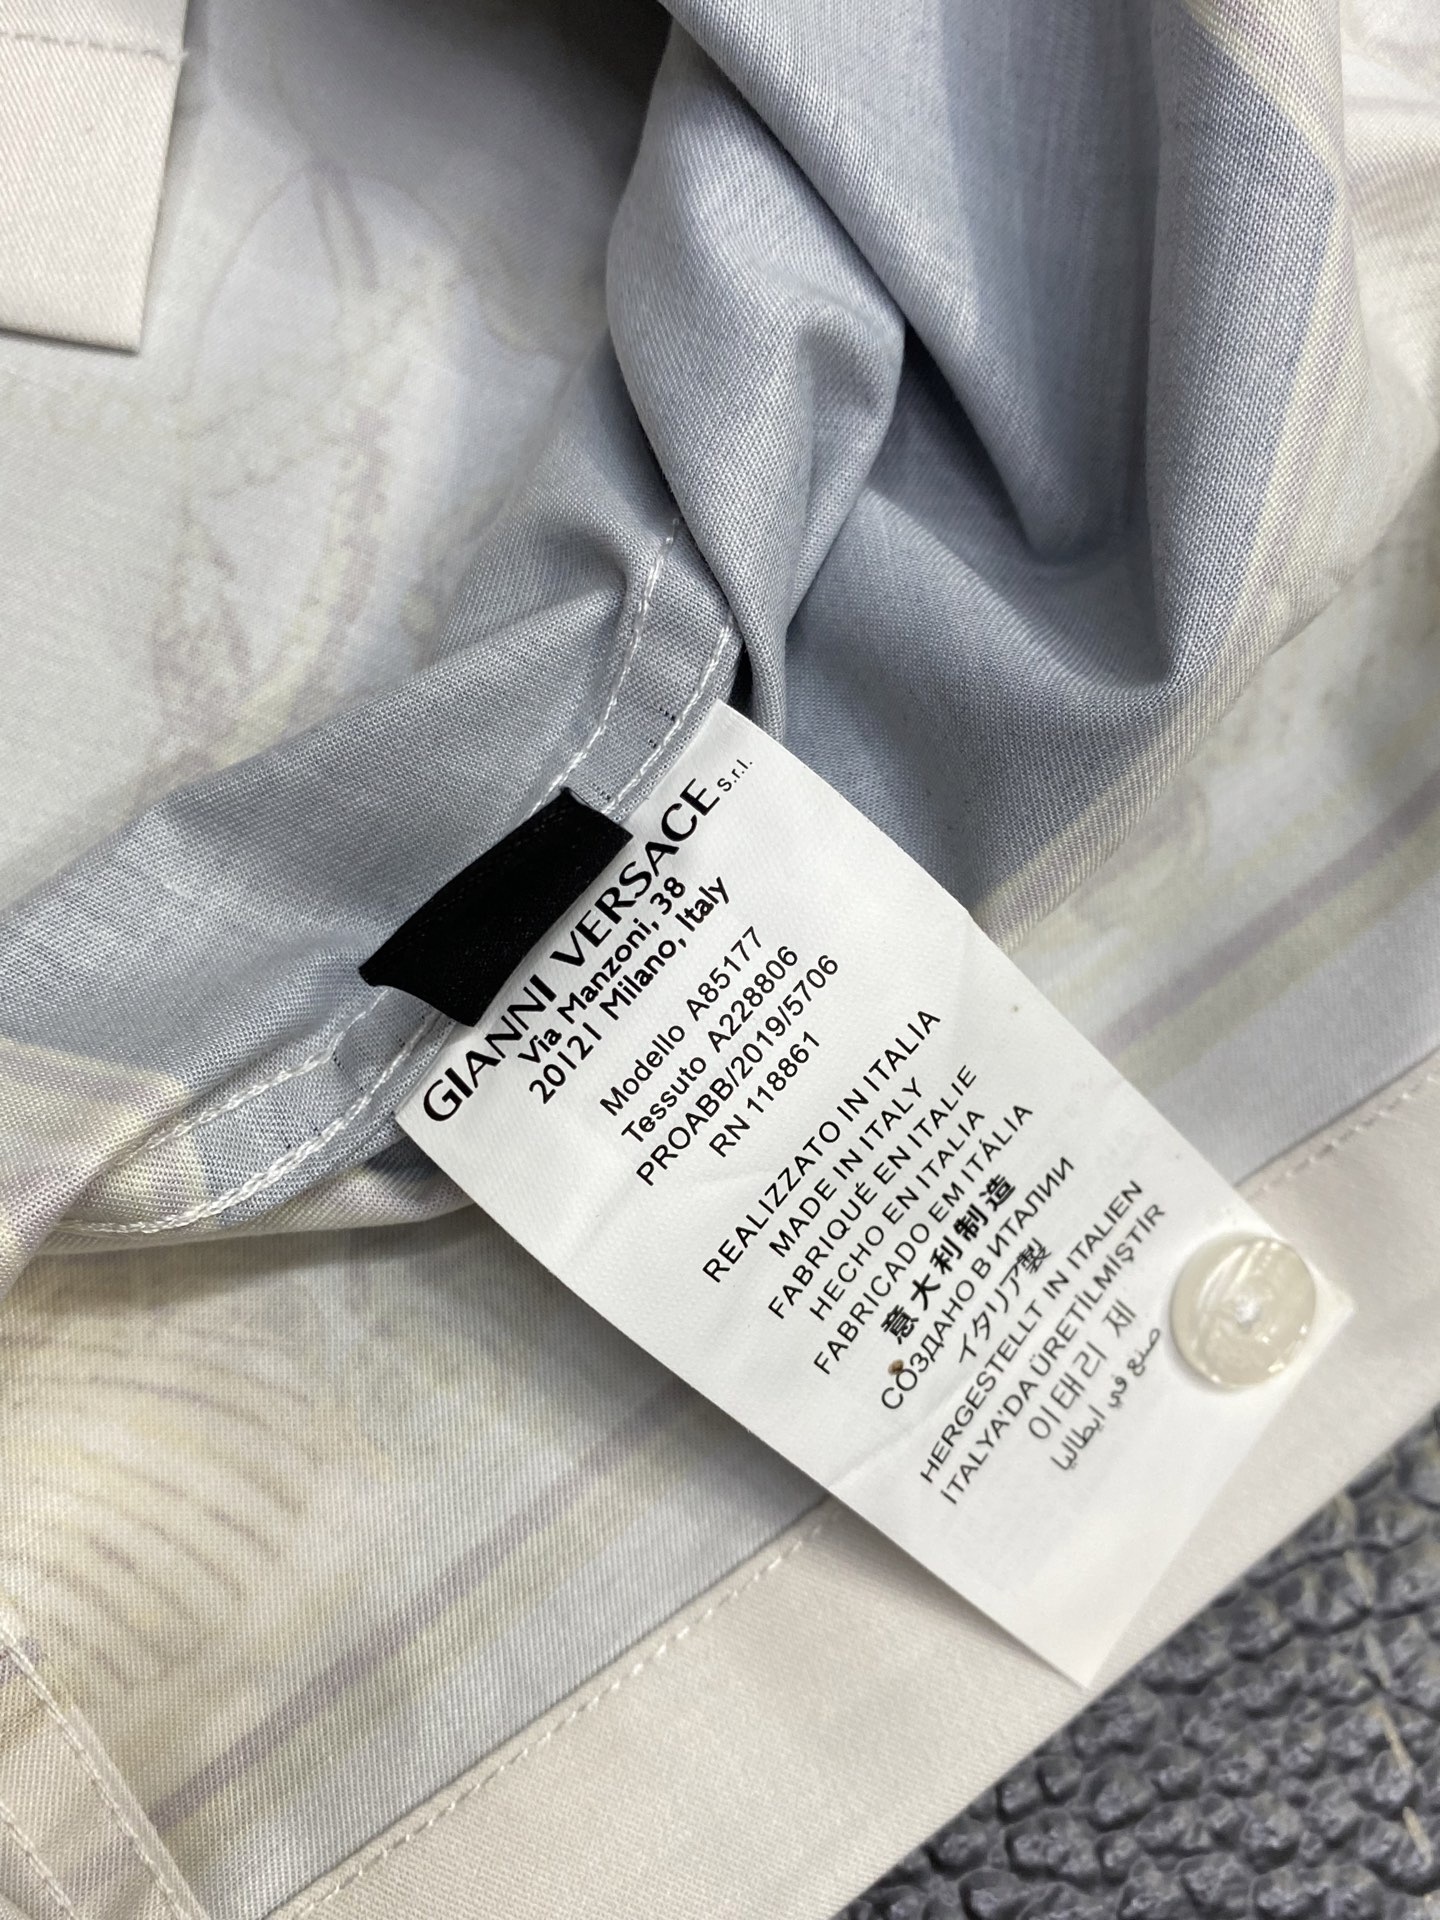 GIANNI VERSACE s.r.l.
Via Manzoni, 38
20121 Milano, Italy
Modello A85177
Tessuto A228806
PROABB/2019/5706
RN 118861
REALIZZATO IN ITALIA
MADE IN ITALY
FABRIQUÉ EN ITALIE
HECHO EN ITALIA
FABRICADO EM ITÁLIA
意大利制造
СОЗДАНО В ИТАЛИИ
イタリア製
HERGESTELLT IN ITALIEN
İTALYA'DA ÜRETİLMİŞTİR
이태리 제
صنع في ايطاليا